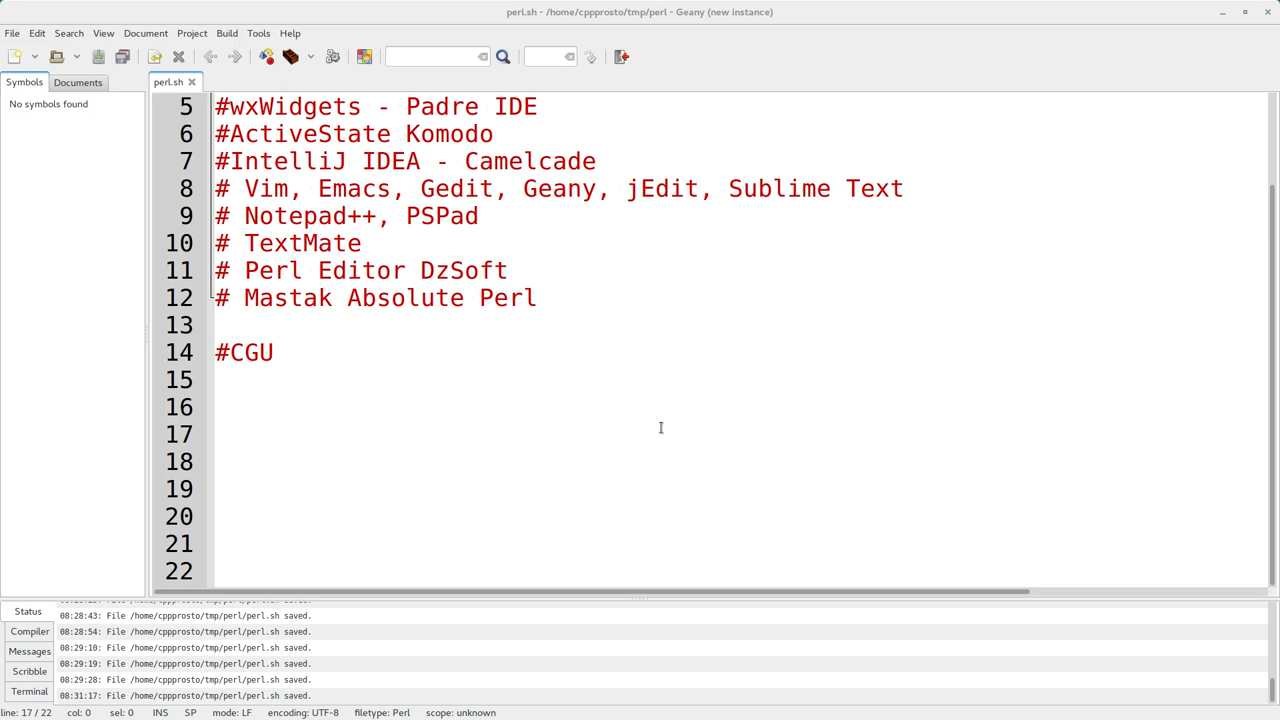 perl.sh - /home/cppprosto/tmp/perl - Geany (new instance)
File Edit Search View Document Project Build Tools Help
Symbols Documents
perl.sh
No symbols found
5 #wxWidgets - Padre IDE
6 #ActiveState Komodo
7 #IntelliJ IDEA - Camelcade
8 # Vim, Emacs, Gedit, Geany, jEdit, Sublime Text
9 # Notepad++, PSPad
10 # TextMate
11 # Perl Editor DzSoft
12 # Mastak Absolute Perl
13
14 #CGU
15
16
17
18
19
20
21
22
Status
Compiler
Messages
Scribble
Terminal
08:28:43: File /home/cppprosto/tmp/perl/perl.sh saved.
08:28:54: File /home/cppprosto/tmp/perl/perl.sh saved.
08:29:10: File /home/cppprosto/tmp/perl/perl.sh saved.
08:29:19: File /home/cppprosto/tmp/perl/perl.sh saved.
08:29:28: File /home/cppprosto/tmp/perl/perl.sh saved.
08:31:17: File /home/cppprosto/tmp/perl/perl.sh saved.
line: 17 / 22 col: 0 sel: 0 INS SP mode: LF encoding: UTF-8 filetype: Perl scope: unknown